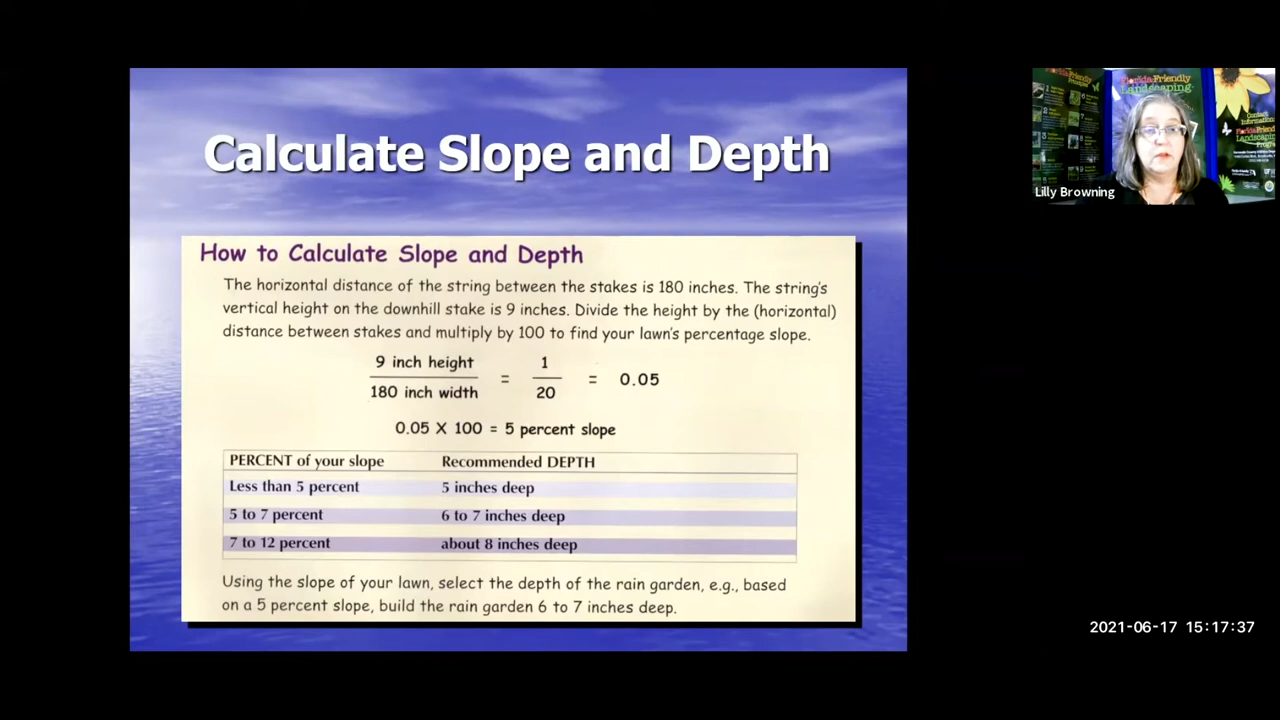 Calculate Slope and Depth
How to Calculate Slope and Depth
The horizontal distance of the string between the stakes is 180 inches. The string's
vertical height on the downhill stake is 9 inches. Divide the height by the (horizontal)
distance between stakes and multiply by 100 to find your lawn's percentage slope.
9 inch height
180 inch width
=
1
20
= 0.05
0.05 X 100 = 5 percent slope
PERCENT of your slope Recommended DEPTH
Less than 5 percent 5 inches deep
5 to 7 percent 6 to 7 inches deep
7 to 12 percent about 8 inches deep
Using the slope of your lawn, select the depth of the rain garden, e.g., based
on a 5 percent slope, build the rain garden 6 to 7 inches deep.
Florida-Friendly
Landscaping
Lilly Browning
2021-06-17 15:17:37